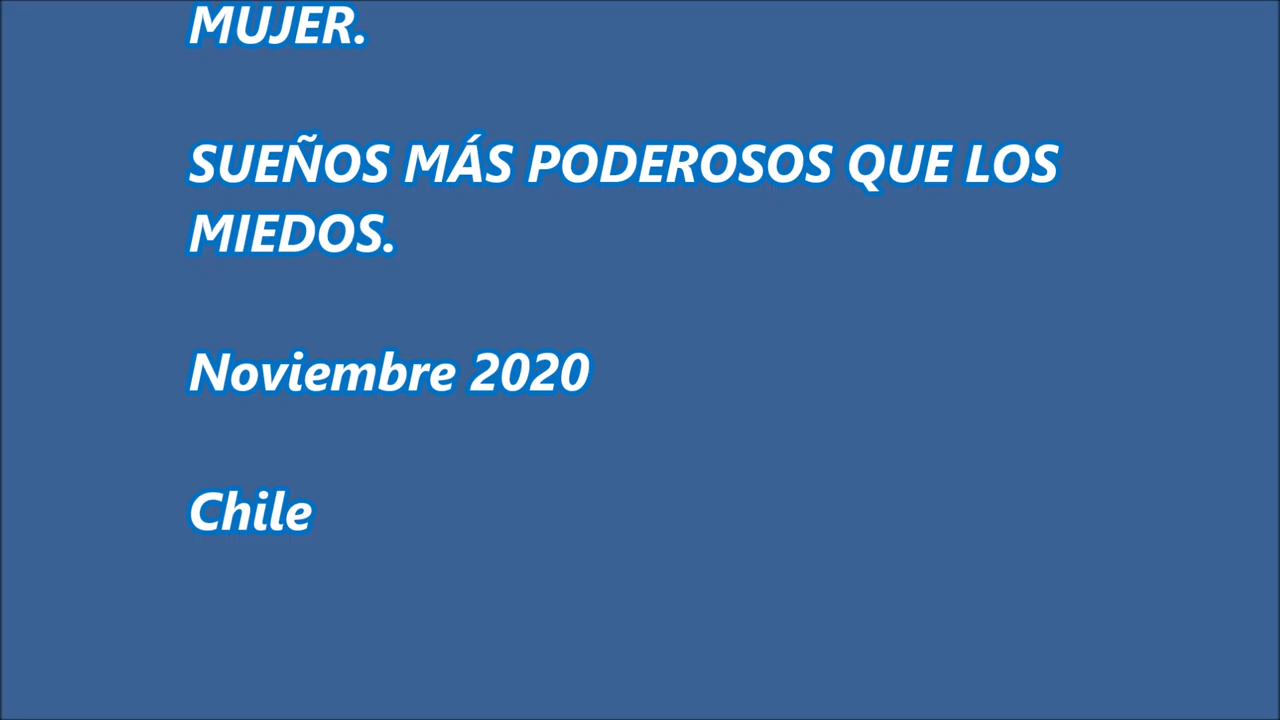 MUJER.
SUEÑOS MÁS PODEROSOS QUE LOS
MIEDOS.
Noviembre 2020
Chile